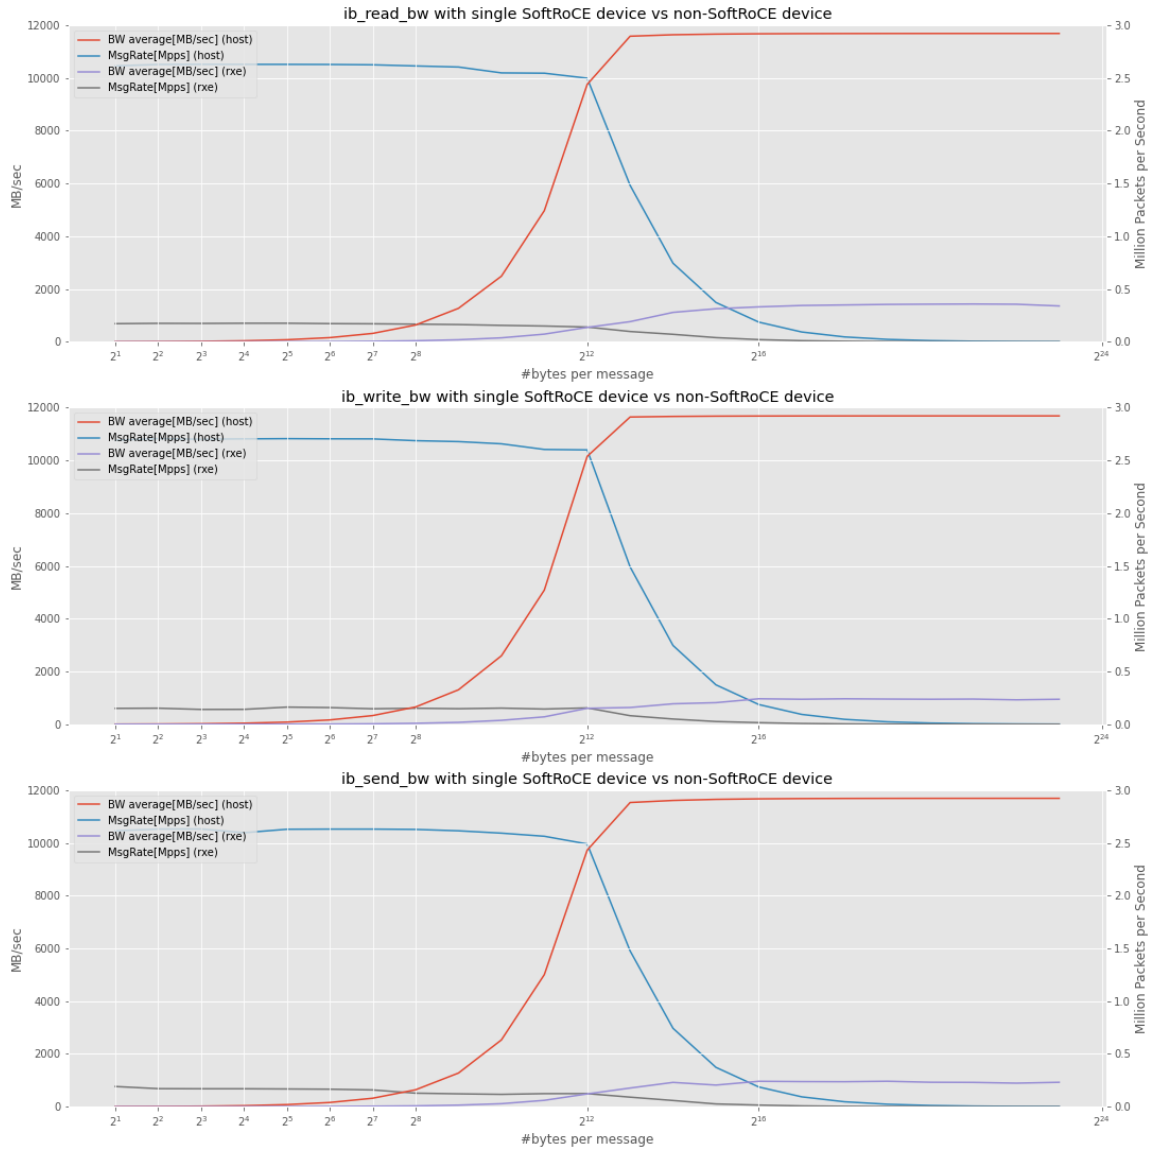 ib_read_bw with single SoftRoCE device vs non-SoftRoCE device
12000
10000
8000
6000
4000
2000
0
MB/sec
BW average[MB/sec] (host)
MsgRate[Mpps] (host)
BW average[MB/sec] (rxe)
MsgRate[Mpps] (rxe)
3.0
2.5
2.0
1.5
1.0
0.5
0.0
Million Packets per Second
2¹ 2² 2³ 2⁴ 2⁵ 2⁶ 2⁷ 2⁸ 2¹² 2¹⁶ 2²⁴
#bytes per message
ib_write_bw with single SoftRoCE device vs non-SoftRoCE device
12000
10000
8000
6000
4000
2000
0
MB/sec
BW average[MB/sec] (host)
MsgRate[Mpps] (host)
BW average[MB/sec] (rxe)
MsgRate[Mpps] (rxe)
3.0
2.5
2.0
1.5
1.0
0.5
0.0
Million Packets per Second
2¹ 2² 2³ 2⁴ 2⁵ 2⁶ 2⁷ 2⁸ 2¹² 2¹⁶ 2²⁴
#bytes per message
ib_send_bw with single SoftRoCE device vs non-SoftRoCE device
12000
10000
8000
6000
4000
2000
0
MB/sec
BW average[MB/sec] (host)
MsgRate[Mpps] (host)
BW average[MB/sec] (rxe)
MsgRate[Mpps] (rxe)
3.0
2.5
2.0
1.5
1.0
0.5
0.0
Million Packets per Second
2¹ 2² 2³ 2⁴ 2⁵ 2⁶ 2⁷ 2⁸ 2¹² 2¹⁶ 2²⁴
#bytes per message